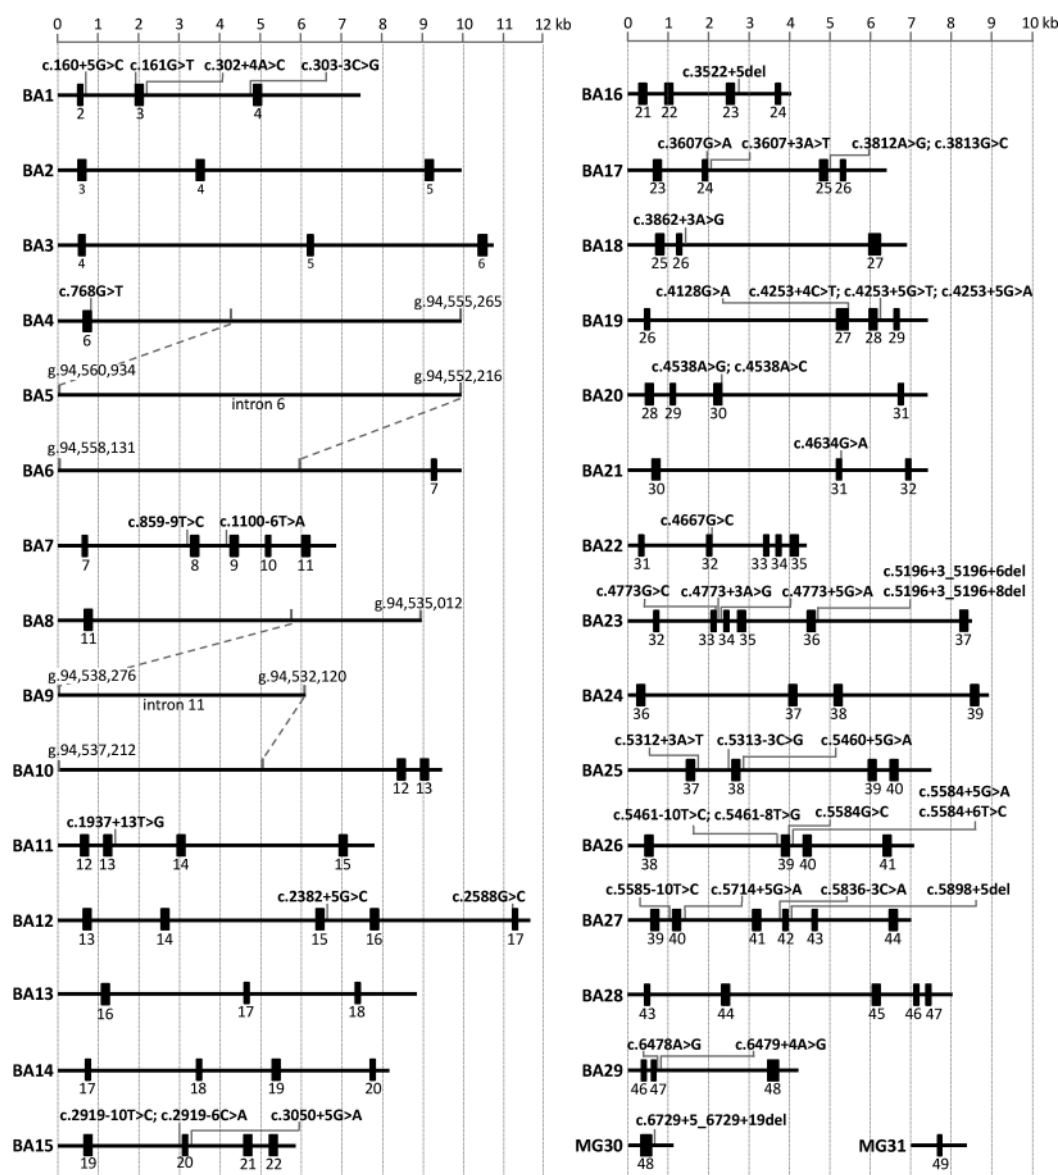 0 1 2 3 4 5 6 7 8 9 10 11 12 kb
c.160+5G>C c.161G>T c.302+4A>C c.303-3C>G
BA1
2 3 4
BA2
3 4 5
BA3
4 5 6
c.768G>T
g.94,555,265
BA4
6
g.94,560,934 g.94,552,216
BA5
intron 6
g.94,558,131
BA6
7
c.859-9T>C c.1100-6T>A
BA7
7 8 9 10 11
g.94,535,012
BA8
11
g.94,538,276 g.94,532,120
BA9
intron 11
g.94,537,212
BA10
12 13
c.1937+13T>G
BA11
12 13 14 15
c.2382+5G>C c.2588G>C
BA12
13 14 15 16 17
BA13
16 17 18
BA14
17 18 19 20
c.2919-10T>C; c.2919-6C>A c.3050+5G>A
BA15
19 20 21 22
0 1 2 3 4 5 6 7 8 9 10 kb
c.3522+5del
BA16
21 22 23 24
c.3607G>A c.3607+3A>T c.3812A>G; c.3813G>C
BA17
23 24 25 26
c.3862+3A>G
BA18
25 26 27
c.4128G>A c.4253+4C>T; c.4253+5G>T; c.4253+5G>A
BA19
26 27 28 29
c.4538A>G; c.4538A>C
BA20
28 29 30 31
c.4634G>A
BA21
30 31 32
c.4667G>C
BA22
31 32 33 34 35
c.5196+3_5196+6del
c.4773G>C c.4773+3A>G c.4773+5G>A c.5196+3_5196+8del
BA23
32 33 34 35 36 37
BA24
36 37 38 39
c.5312+3A>T c.5313-3C>G c.5460+5G>A
BA25
37 38 39 40
c.5584+5G>A
c.5461-10T>C; c.5461-8T>G c.5584G>C c.5584+6T>C
BA26
38 39 40 41
c.5585-10T>C c.5714+5G>A c.5836-3C>A c.5898+5del
BA27
39 40 41 42 43 44
BA28
43 44 45 46 47
c.6478A>G c.6479+4A>G
BA29
46 47 48
c.6729+5_6729+19del
MG30
48
MG31
49